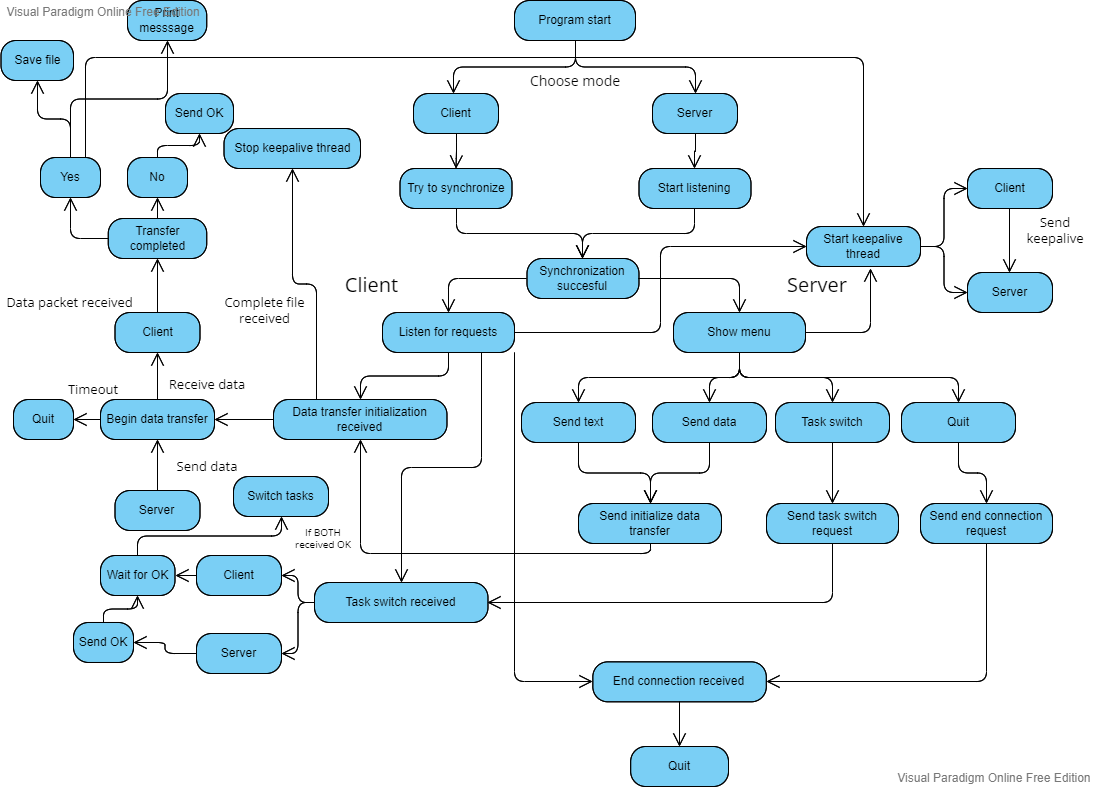 Visual Paradigm Online Free Edition
Print
messsage
Program start
Save file
Choose mode
Send OK
Client
Server
Stop keepalive thread
Yes
No
Try to synchronize
Start listening
Client
Send
keepalive
Transfer
completed
Start keepalive
thread
Synchronization
succesful
Client
Server
Server
Data packet received
Complete file
received
Client
Listen for requests
Show menu
Timeout
Receive data
Quit
Begin data transfer
Data transfer initialization
received
Send text
Send data
Task switch
Quit
Send data
Server
Switch tasks
Send initialize data
transfer
Send task switch
request
Send end connection
request
If BOTH
received OK
Wait for OK
Client
Task switch received
Send OK
Server
End connection received
Quit
Visual Paradigm Online Free Edition